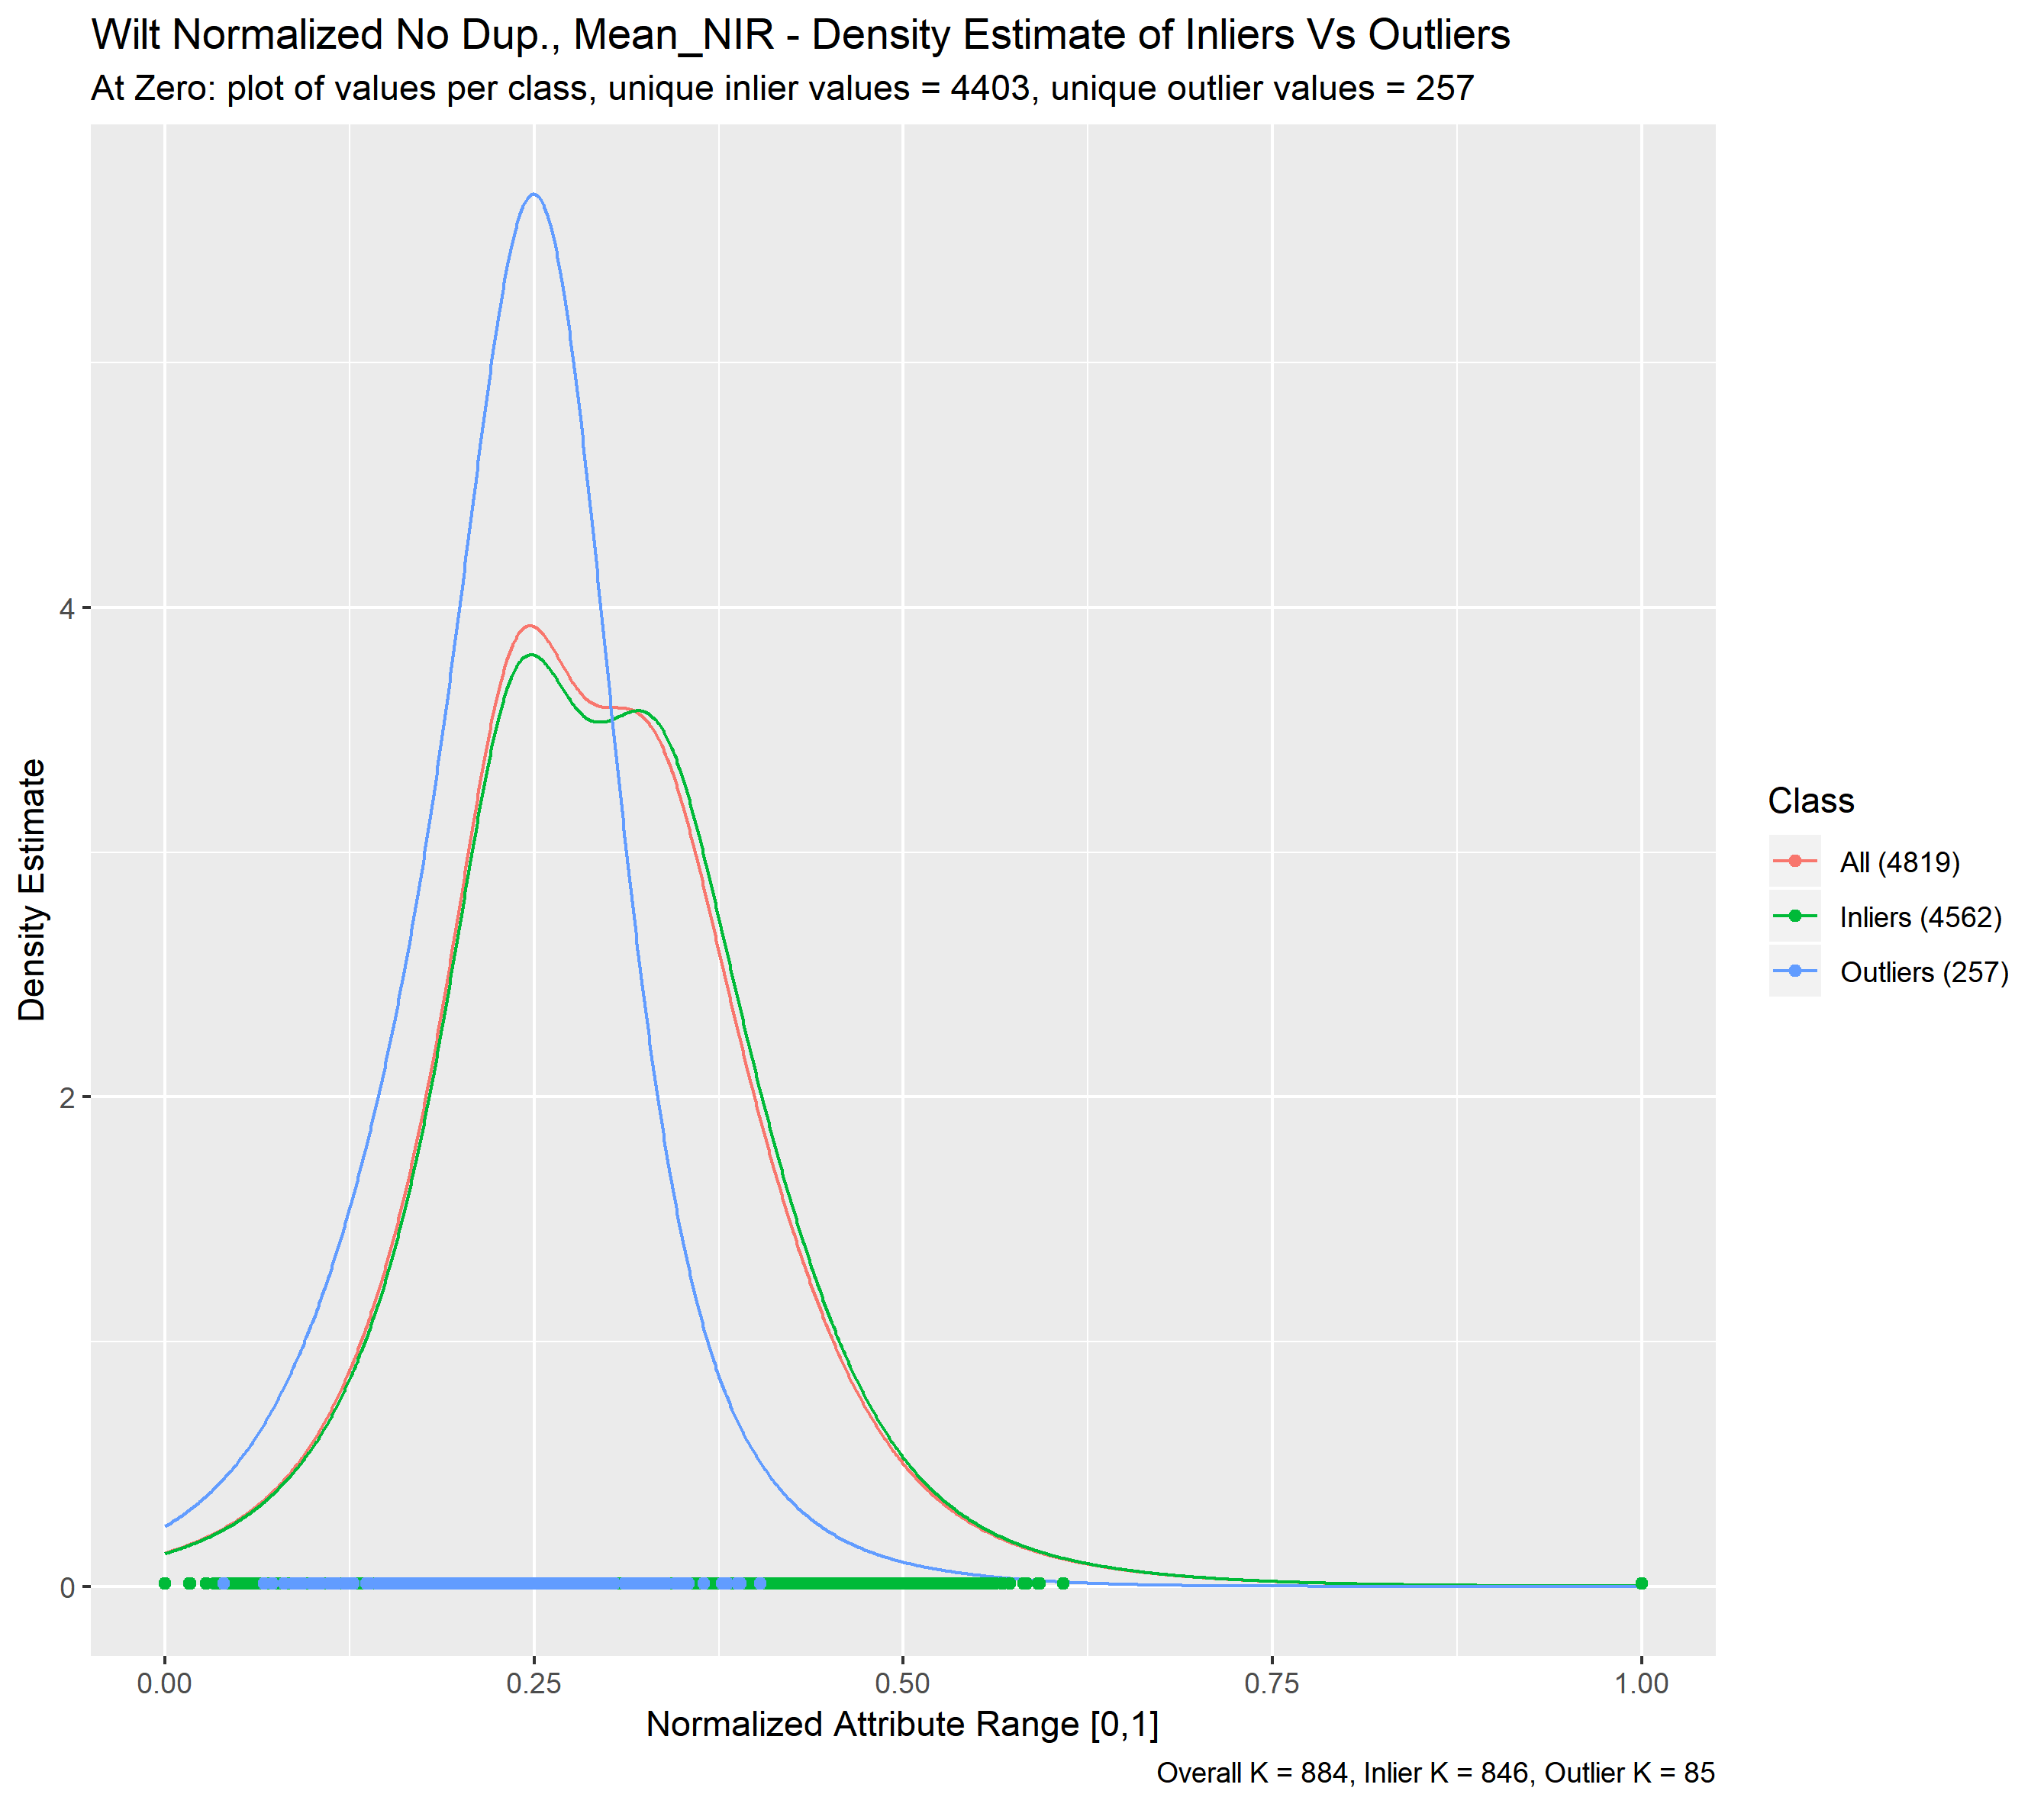 Wilt Normalized No Dup., Mean_NIR - Density Estimate of Inliers Vs Outliers
At Zero: plot of values per class, unique inlier values = 4403, unique outlier values = 257
Density Estimate
4
2
0
0.00 0.25 0.50 0.75 1.00
Normalized Attribute Range [0,1]
Overall K = 884, Inlier K = 846, Outlier K = 85
Class
All (4819)
Inliers (4562)
Outliers (257)